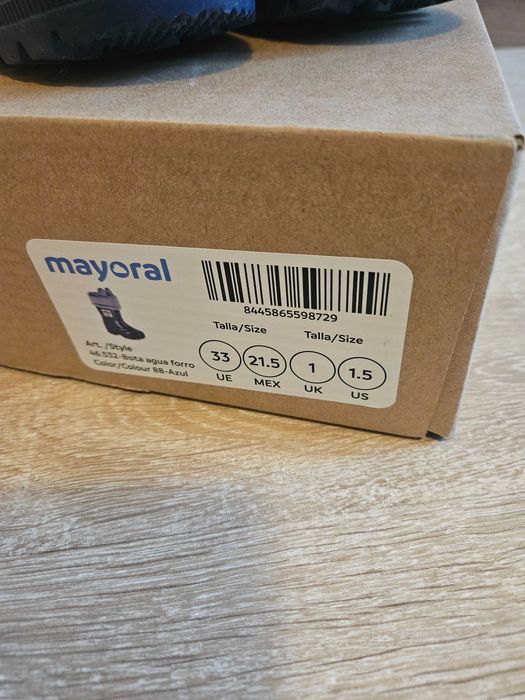 mayoral
8445865598729
Talla/Size Talla/Size
33 21.5 1 1.5
UE MEX UK US
Art. /Style
46.532-Bota agua forro
Color/Colour 88-Azul